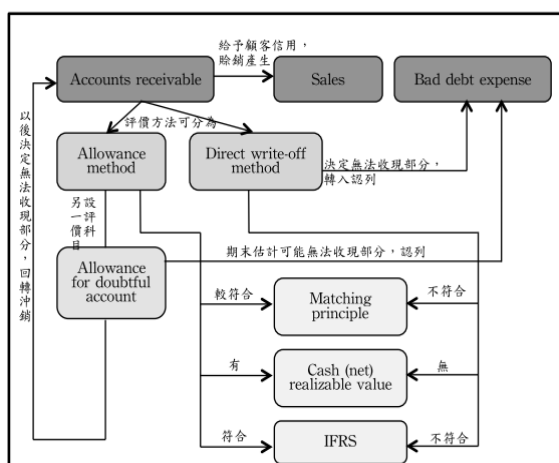 給予顧客信用，
賒銷產生
Accounts receivable
Sales
Bad debt expense
評價方法可分為
Allowance
method
Direct write-off
method
決定無法收現部分，
轉入認列
以後決定無法收現部分，回轉沖銷
另設
一評
價科
目
Allowance
for doubtful
account
期末估計可能無法收現部分，認列
較符合
Matching
principle
不符合
有
Cash (net)
realizable value
無
符合
IFRS
不符合